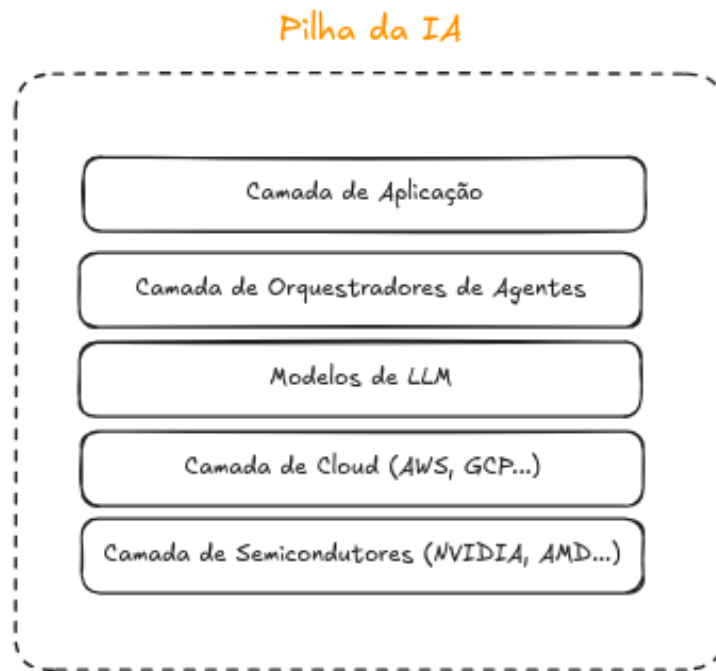 Pilha da IA
Camada de Aplicação
Camada de Orquestradores de Agentes
Modelos de LLM
Camada de Cloud (AWS, GCP...)
Camada de Semicondutores (NVIDIA, AMD...)